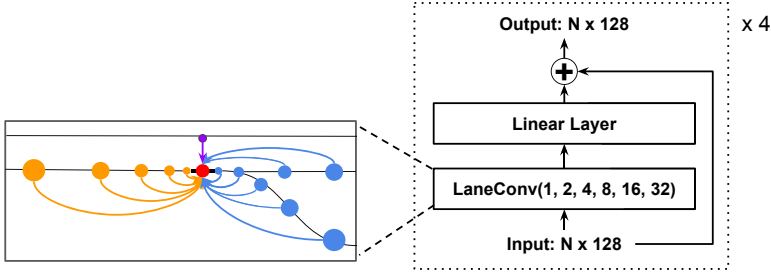 Output: N x 128
x 4
Linear Layer
LaneConv(1, 2, 4, 8, 16, 32)
Input: N x 128